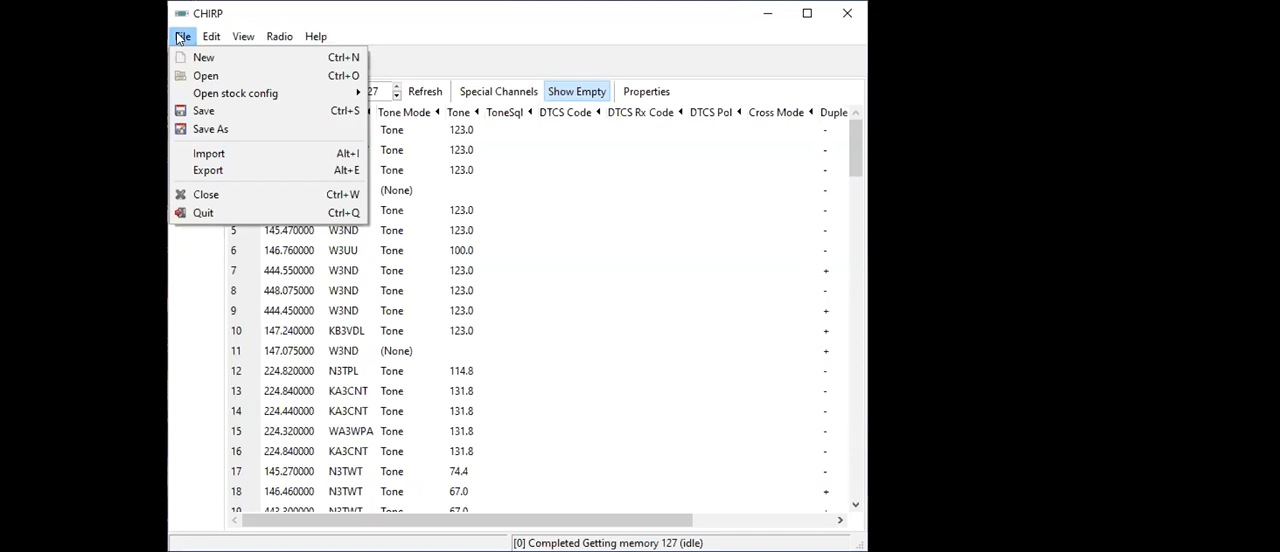 CHIRP
File Edit View Radio Help
New Ctrl+N
Open Ctrl+O
Open stock config
Save Ctrl+S
Save As
Import Alt+I
Export Alt+E
Close Ctrl+W
Quit Ctrl+Q
27 Refresh Special Channels Show Empty Properties
Tone Mode Tone ToneSql DTCS Code DTCS Rx Code DTCS Pol Cross Mode Duple
Tone 123.0 -
Tone 123.0 -
Tone 123.0 -
(None) -
Tone 123.0 -
5 145.470000 W3ND Tone 123.0 -
6 146.760000 W3UU Tone 100.0 -
7 444.550000 W3ND Tone 123.0 +
8 448.075000 W3ND Tone 123.0 -
9 444.450000 W3ND Tone 123.0 +
10 147.240000 KB3VDL Tone 123.0 +
11 147.075000 W3ND (None) +
12 224.820000 N3TPL Tone 114.8 -
13 224.840000 KA3CNT Tone 131.8 -
14 224.440000 KA3CNT Tone 131.8 -
15 224.320000 WA3WPA Tone 131.8 -
16 224.840000 KA3CNT Tone 131.8 -
17 145.270000 N3TWT Tone 74.4 -
18 146.460000 N3TWT Tone 67.0 +
19 443.300000 N3TWT Tone 67.0
[0] Completed Getting memory 127 (idle)